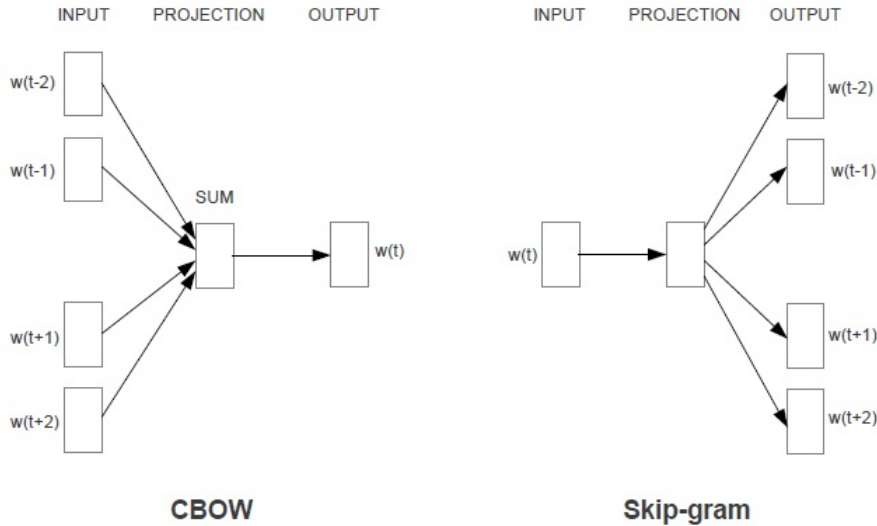 INPUT PROJECTION OUTPUT
w(t-2)
w(t-1)
SUM
w(t)
w(t+1)
w(t+2)
CBOW
INPUT PROJECTION OUTPUT
w(t-2)
w(t-1)
w(t)
w(t+1)
w(t+2)
Skip-gram